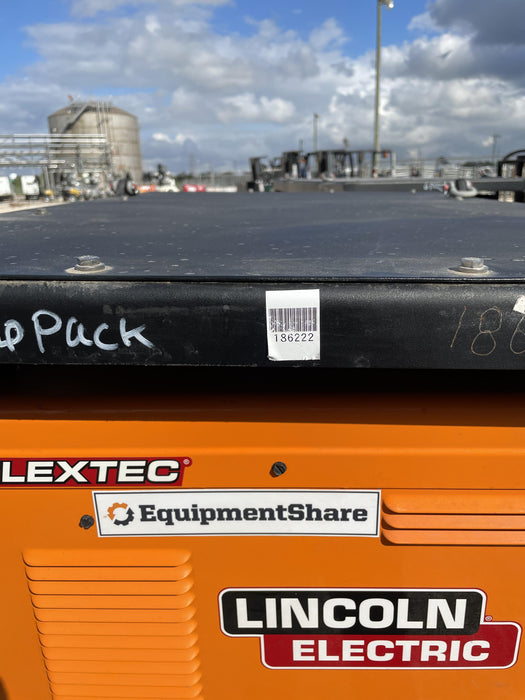 Pack
186222
186
LEXTEC®
EquipmentShare
LINCOLN
ELECTRIC